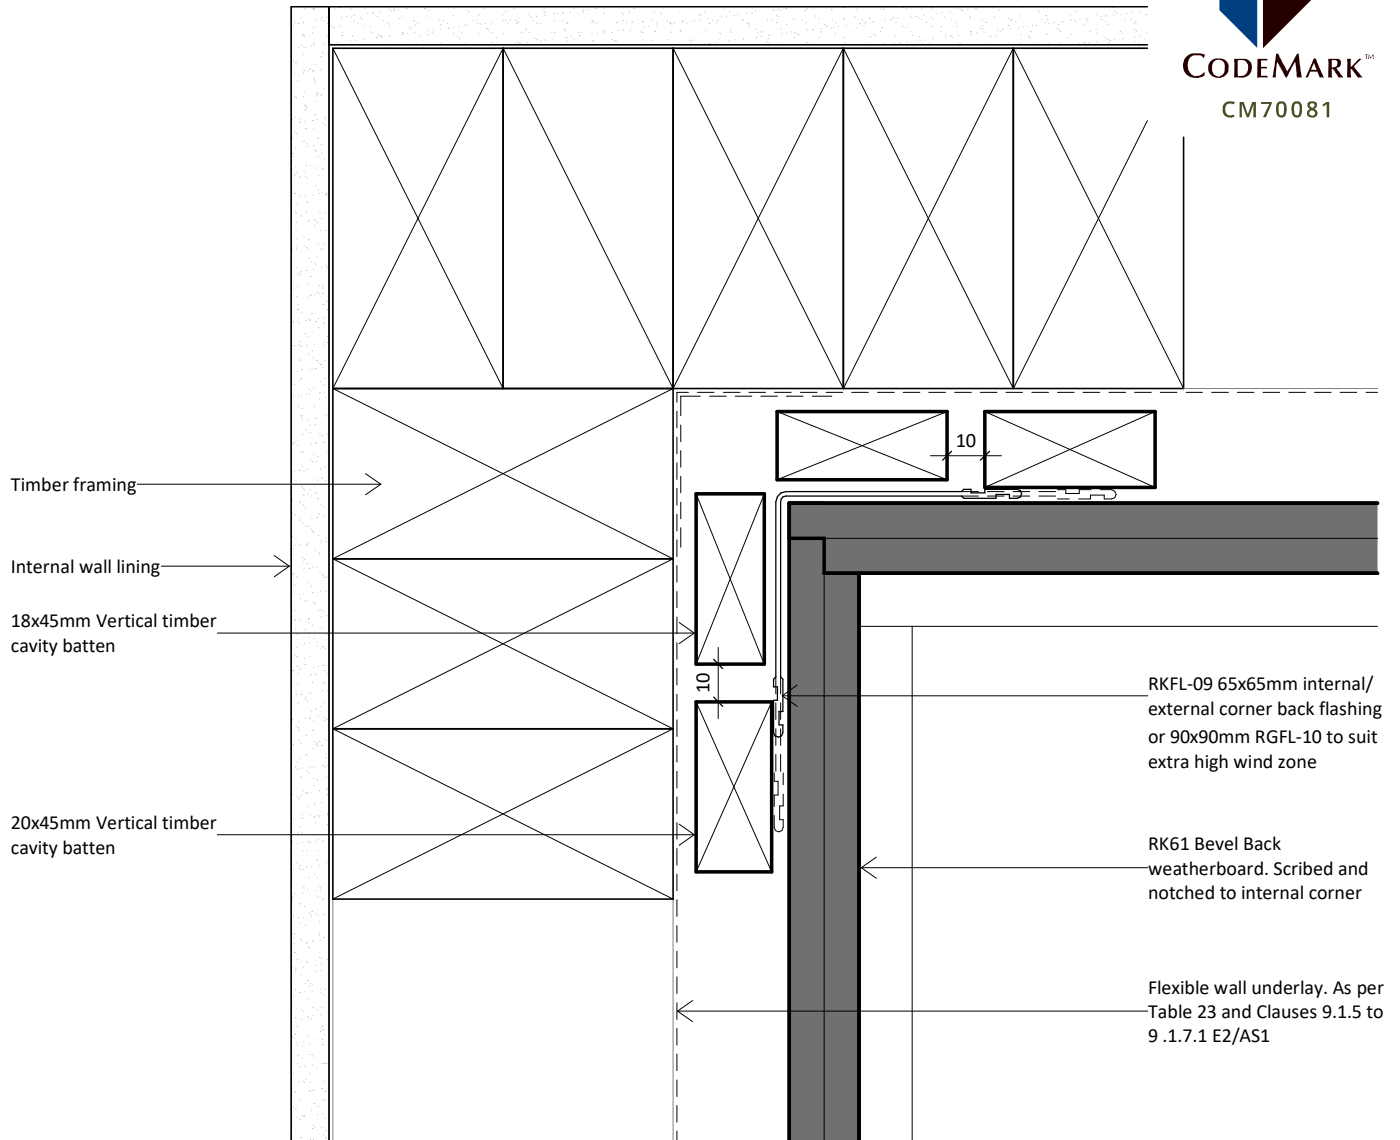 CODEMARK™
CM70081
10
Timber framing
Internal wall lining
18x45mm Vertical timber
cavity batten
10
RKFL-09 65x65mm internal/
external corner back flashing
or 90x90mm RGFL-10 to suit
extra high wind zone
20x45mm Vertical timber
cavity batten
RK61 Bevel Back
weatherboard. Scribed and
notched to internal corner
Flexible wall underlay. As per
Table 23 and Clauses 9.1.5 to
9 .1.7.1 E2/AS1